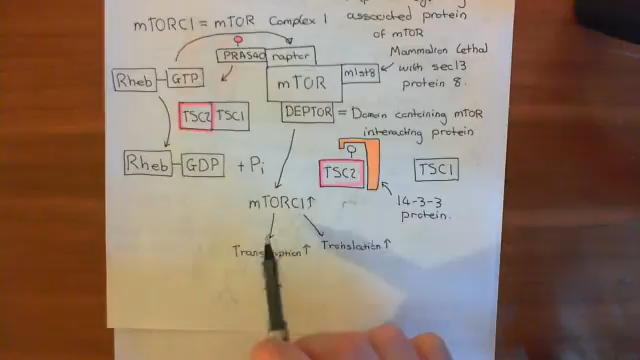 mTORC1 = mTOR Complex 1
associated protein
of mTOR
PRAS40
raptor
Mammalian Lethal
with sec13
protein 8.
Rheb
GTP
mTOR
mlst8
TSC2
TSC1
DEPTOR
= Domain containing mTOR
interacting protein
Rheb
GDP
+ Pi
TSC2
TSC1
mTORC1↑
14-3-3
protein.
Translation↑